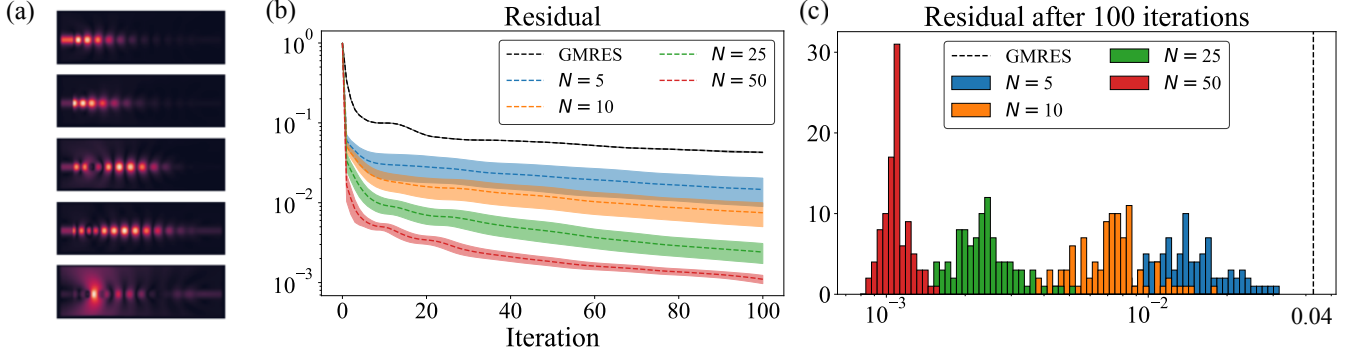 (a)
(b)
Residual
10^0
10^-1
10^-2
10^-3
GMRES
N = 5
N = 10
N = 25
N = 50
0 20 40 60 80 100
Iteration
(c)
Residual after 100 iterations
30
20
10
0
GMRES
N = 5
N = 10
N = 25
N = 50
10^-3 10^-2 0.04